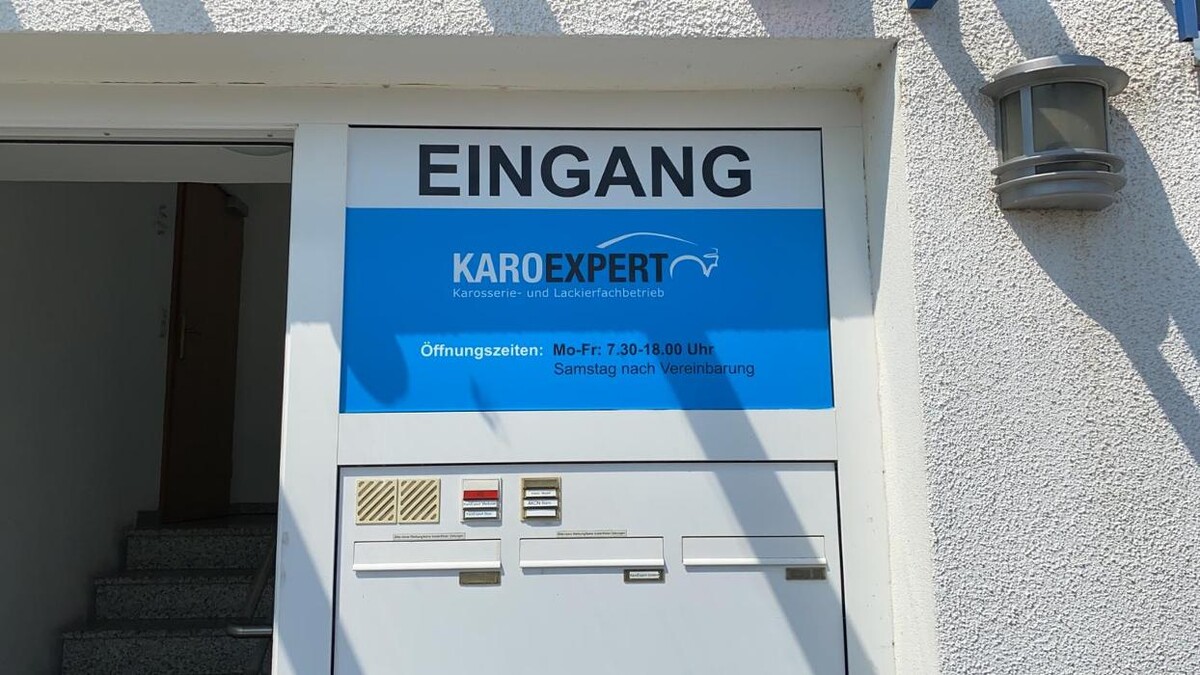 EINGANG
KAROEXPERT
Karosserie- und Lackierfachbetrieb
Öffnungszeiten: Mo-Fr: 7.30-18.00 Uhr
Samstag nach Vereinbarung